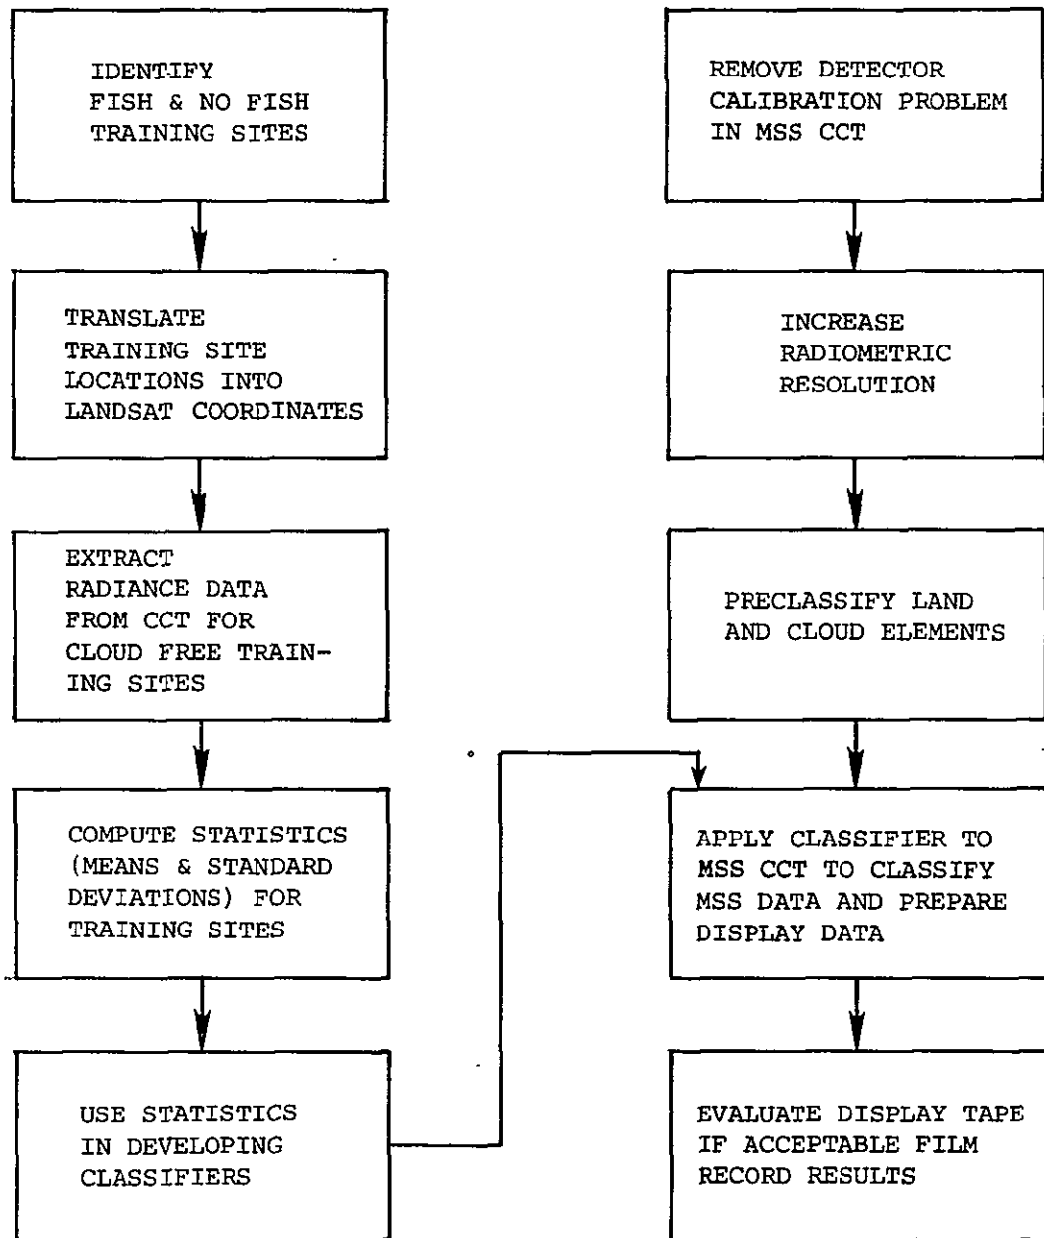 IDENTIFY
FISH & NO FISH
TRAINING SITES
TRANSLATE
TRAINING SITE
LOCATIONS INTO
LANDSAT COORDINATES
EXTRACT
RADIANCE DATA
FROM CCT FOR
CLOUD FREE TRAIN-
ING SITES
COMPUTE STATISTICS
(MEANS & STANDARD
DEVIATIONS) FOR
TRAINING SITES
USE STATISTICS
IN DEVELOPING
CLASSIFIERS
REMOVE DETECTOR
CALIBRATION PROBLEM
IN MSS CCT
INCREASE
RADIOMETRIC
RESOLUTION
PRECLASSIFY LAND
AND CLOUD ELEMENTS
APPLY CLASSIFIER TO
MSS CCT TO CLASSIFY
MSS DATA AND PREPARE
DISPLAY DATA
EVALUATE DISPLAY TAPE
IF ACCEPTABLE FILM
RECORD RESULTS